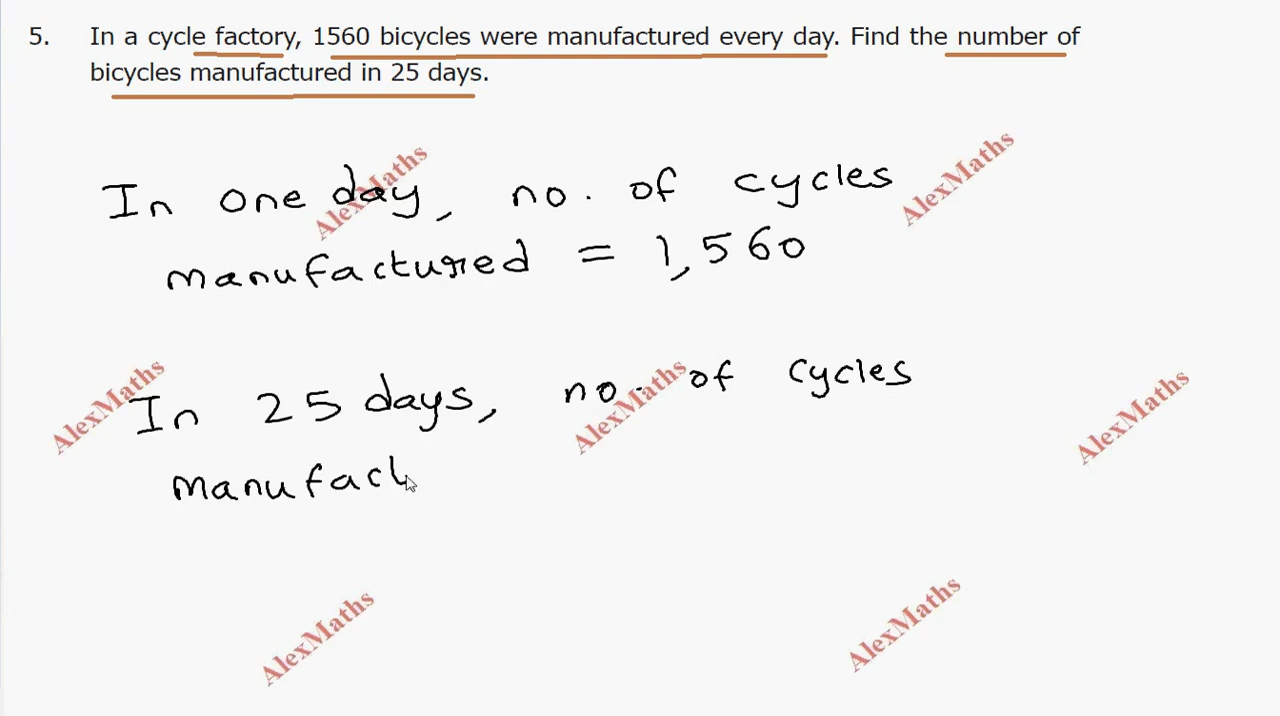 5. In a cycle factory, 1560 bicycles were manufactured every day. Find the number of
bicycles manufactured in 25 days.
In one day, no. of cycles
manufactured = 1,560
In 25 days, no. of cycles
manufact
AlexMaths
AlexMaths
AlexMaths
AlexMaths
AlexMaths
AlexMaths
AlexMaths